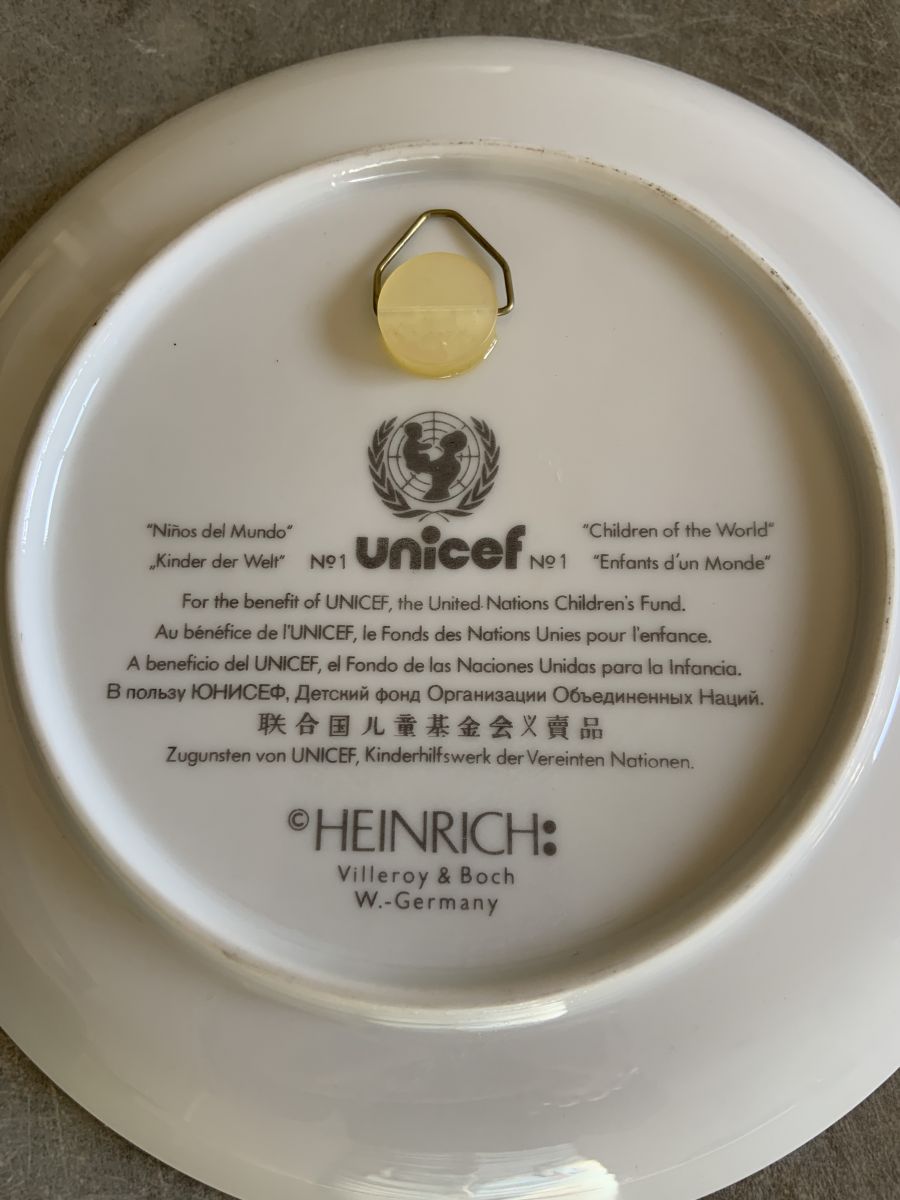 "Niños del Mundo" "Children of the World"
„Kinder der Welt" Nº1 unicef Nº1 "Enfants d'un Monde"
For the benefit of UNICEF, the United Nations Children's Fund.
Au bénéfice de l'UNICEF, le Fonds des Nations Unies pour l'enfance.
A beneficio del UNICEF, el Fondo de las Naciones Unidas para la Infancia.
В пользу ЮНИСЕФ, Детский фонд Организации Объединенных Наций.
联合国儿童基金会义賣品
Zugunsten von UNICEF, Kinderhilfswerk der Vereinten Nationen.
© HEINRICH:
Villeroy & Boch
W.-Germany